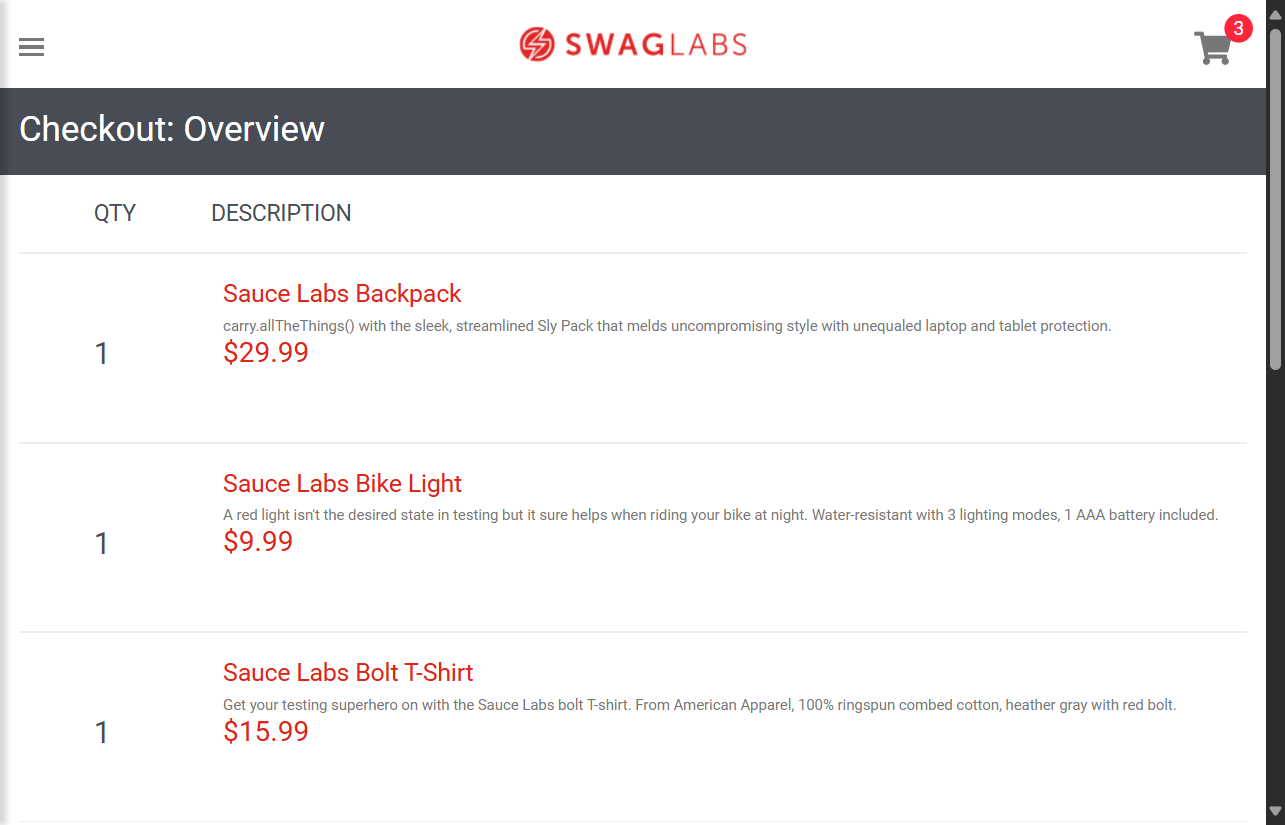 SWAGLABS
3
Checkout: Overview
QTY DESCRIPTION
Sauce Labs Backpack
carry.allTheThings() with the sleek, streamlined Sly Pack that melds uncompromising style with unequaled laptop and tablet protection.
1
$29.99
Sauce Labs Bike Light
A red light isn't the desired state in testing but it sure helps when riding your bike at night. Water-resistant with 3 lighting modes, 1 AAA battery included.
1
$9.99
Sauce Labs Bolt T-Shirt
Get your testing superhero on with the Sauce Labs bolt T-shirt. From American Apparel, 100% ringspun combed cotton, heather gray with red bolt.
1
$15.99